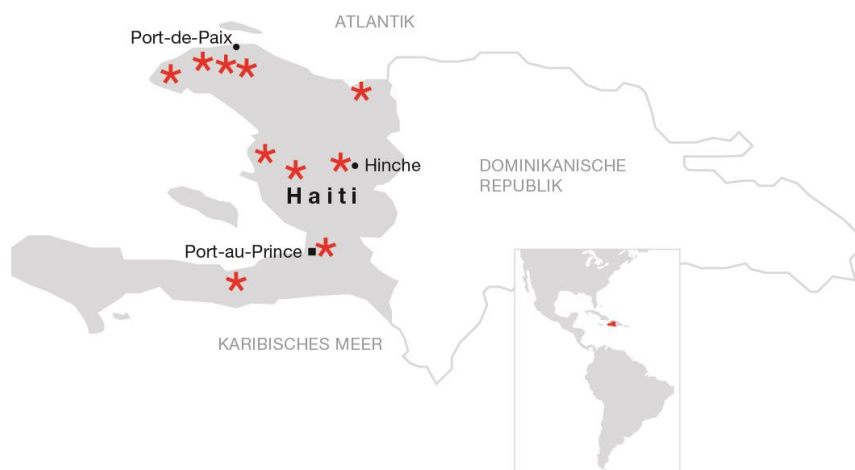 ATLANTIK
Port-de-Paix
Hinche
DOMINIKANISCHE
REPUBLIK
Haiti
Port-au-Prince
KARIBISCHES MEER